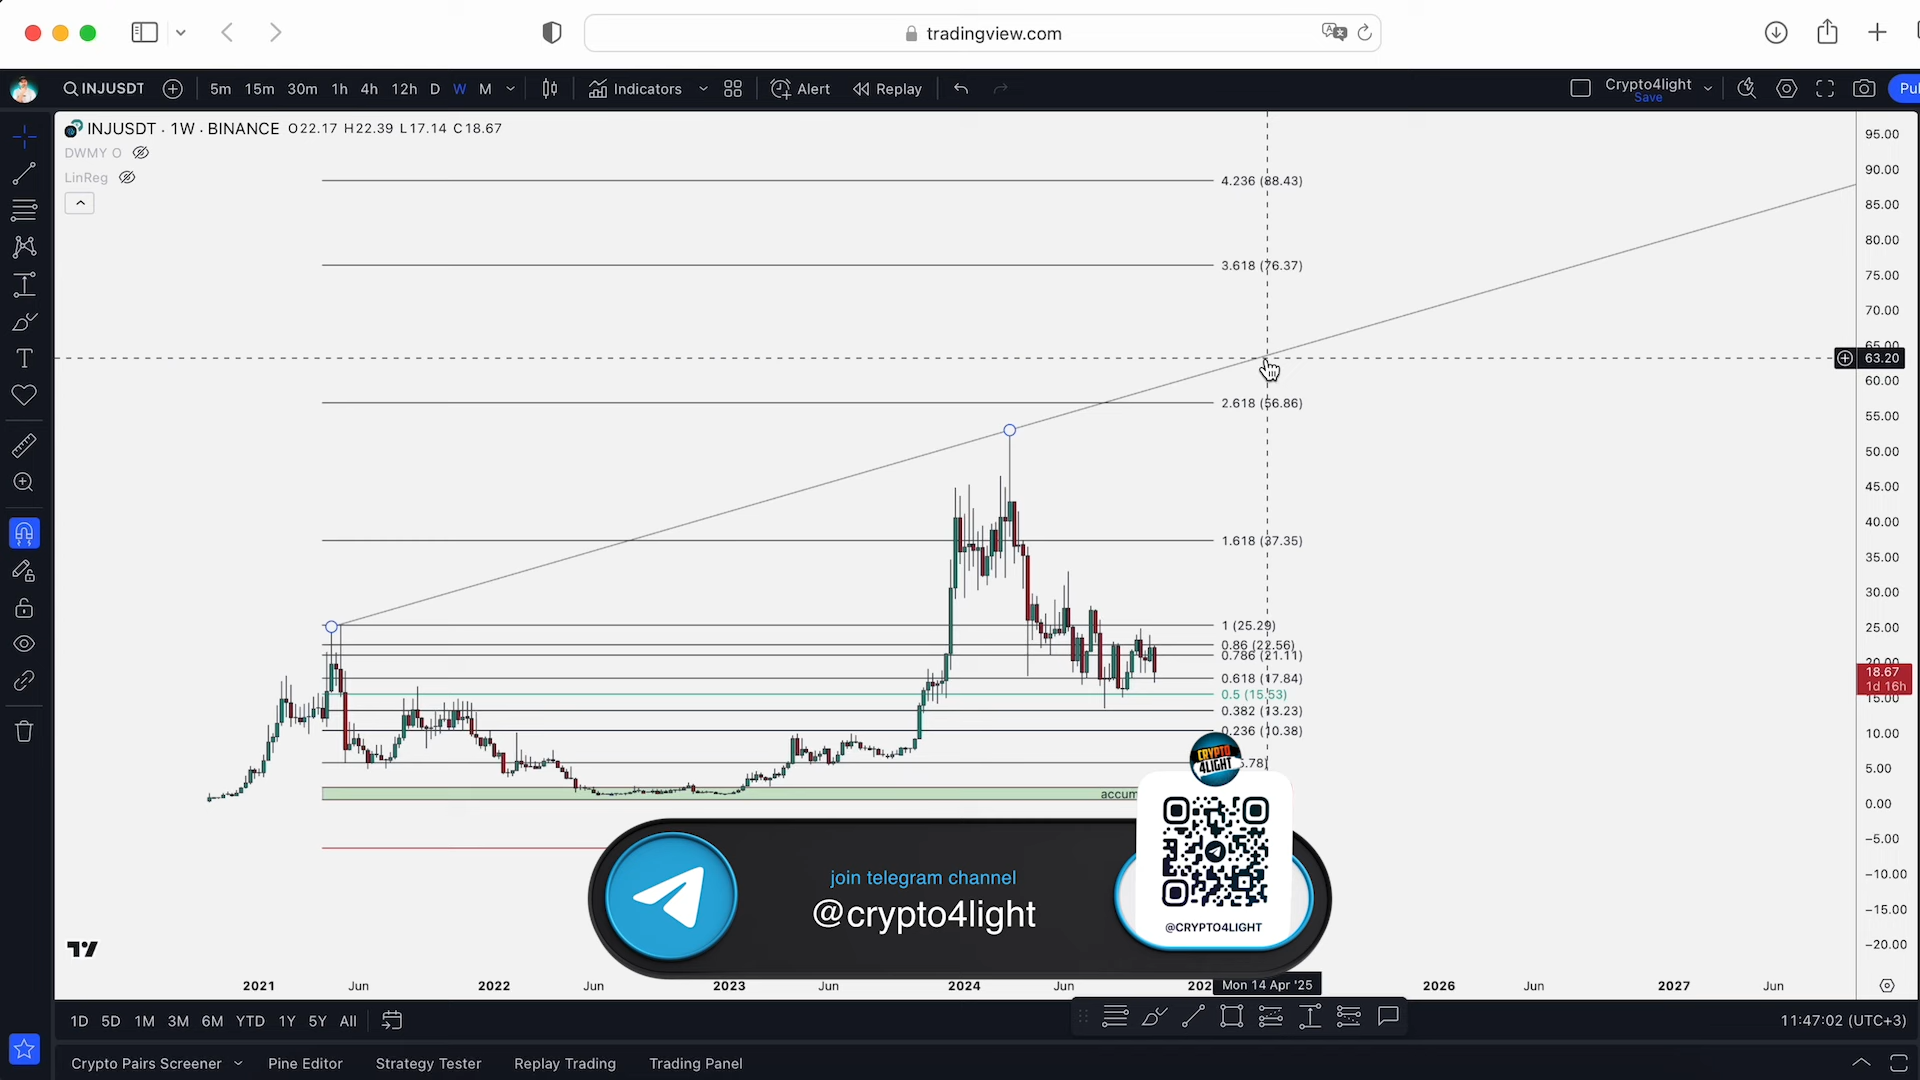 tradingview.com
INJUSDT
5m 15m 30m 1h 4h 12h D W M
Indicators
Alert
Replay
Crypto4light
Save
INJUSDT · 1W · BINANCE O22.17 H22.39 L17.14 C18.67
DWMY O
LinReg
4.236 (88.43)
3.618 (76.37)
2.618 (56.86)
1.618 (37.35)
1 (25.29)
0.86 (22.56)
0.786 (21.11)
0.618 (17.84)
0.5 (15.53)
0.382 (13.23)
0.236 (10.38)
5.78)
95.00
90.00
85.00
80.00
75.00
70.00
65.00
63.20
60.00
55.00
50.00
45.00
40.00
35.00
30.00
25.00
20.00
18.67
1d 16h
15.00
10.00
5.00
0.00
−5.00
−10.00
−15.00
−20.00
CRYPTO
4LIGHT
join telegram channel
@crypto4light
@CRYPTO4LIGHT
2021 Jun 2022 Jun 2023 Jun 2024 Jun Mon 14 Apr '25 2026 Jun 2027 Jun
1D 5D 1M 3M 6M YTD 1Y 5Y All
11:47:02 (UTC+3)
Crypto Pairs Screener
Pine Editor
Strategy Tester
Replay Trading
Trading Panel